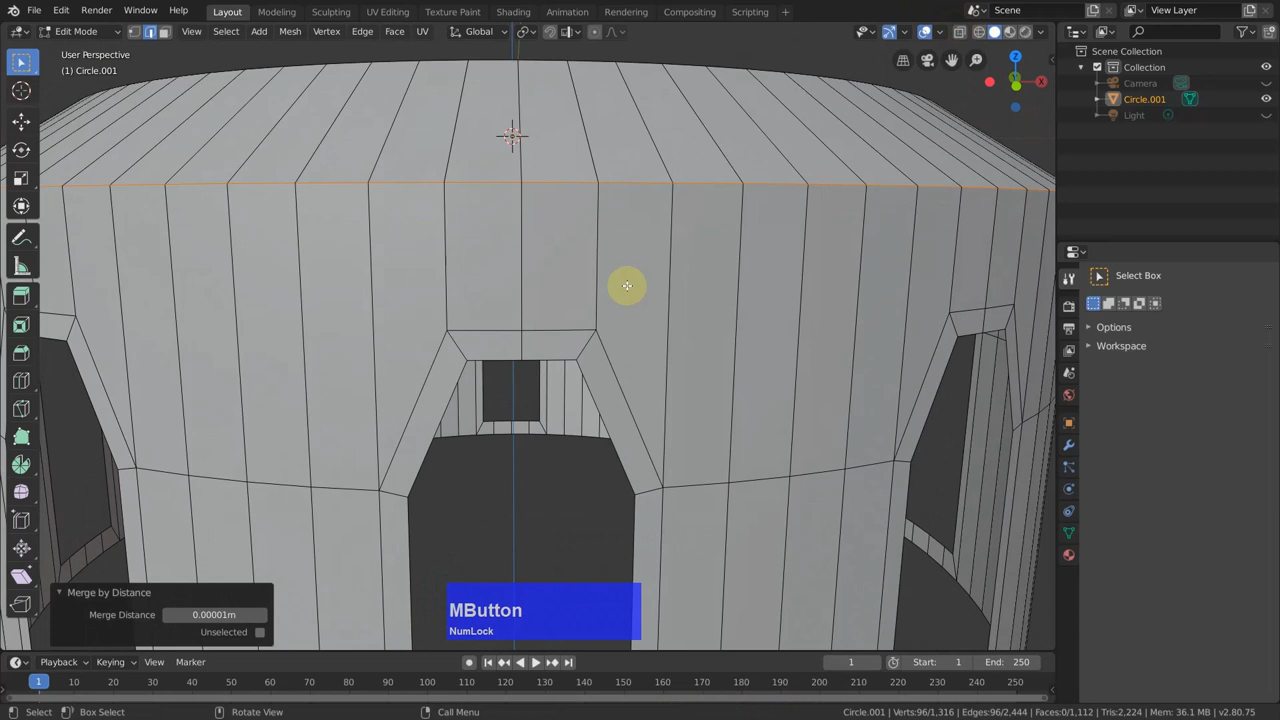 File Edit Render Window Help Layout Modeling Sculpting UV Editing Texture Paint Shading Animation Rendering Compositing Scripting + Scene View Layer
Edit Mode View Select Add Mesh Vertex Edge Face UV Global
User Perspective
(1) Circle.001
Scene Collection
Collection
Camera
Circle.001
Light
Select Box
Options
Workspace
Merge by Distance
Merge Distance 0.00001m
Unselected
MButton
NumLock
Playback Keying View Marker 1 Start: 1 End: 250
1 10 20 30 40 50 60 70 80 90 100 110 120 130 140 150 160 170 180 190 200 210 220 230 240 250
Select Box Select Rotate View Call Menu Circle.001 | Verts:96/1,316 | Edges:96/2,444 | Faces:0/1,112 | Tris:2,224 | Mem: 36.1 MB | v2.80.75